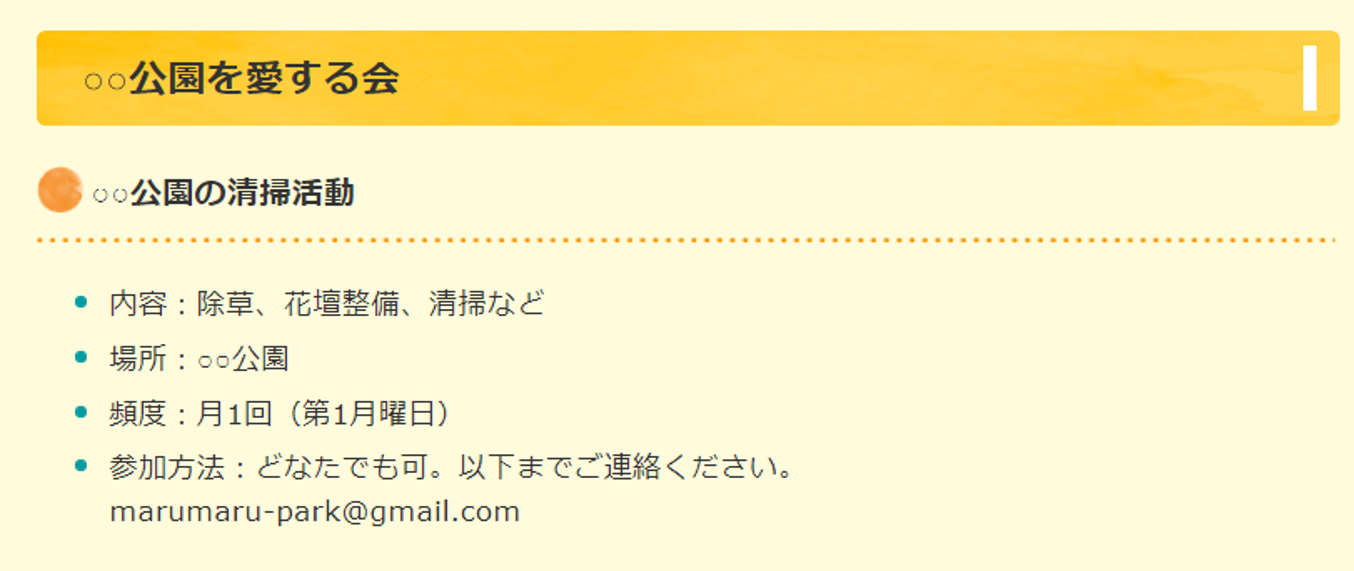 ○○公園を愛する会
○○公園の清掃活動
内容：除草、花壇整備、清掃など
場所：○○公園
頻度：月1回（第1月曜日）
参加方法：どなたでも可。以下までご連絡ください。
marumaru-park@gmail.com